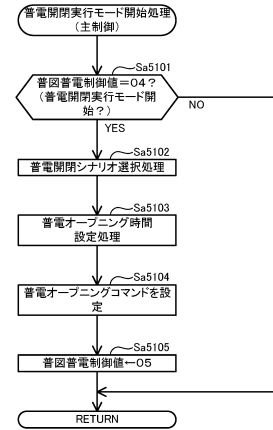 普電開閉実行モード開始処理
(主制御)
Sa5101
普図普電制御値＝04？
(普電開閉実行モード開
始？)
NO
YES
Sa5102
普電開閉シナリオ選択処理
Sa5103
普電オープニング時間
設定処理
Sa5104
普電オープニングコマンドを設
定
Sa5105
普図普電制御値←05
RETURN